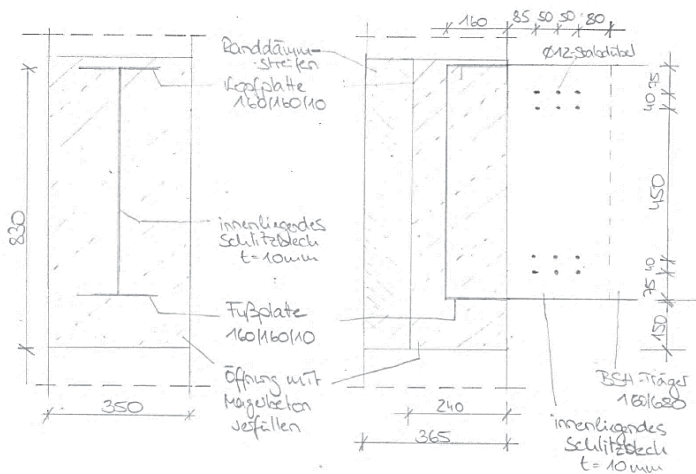 160
85 50 50 80
Ø12-Stabdübel
Randdämm-
streifen
Kopfplatte
160/160/10
830
innenliegendes
Schlitzblech
t=10mm
Fußplatte
160/160/10
Öffnung mit
Magerbeton
verfüllen
350
240
365
75
40
450
40
75
150
BSH-Träger
160/680
innenliegendes
Schlitzblech
t=10mm